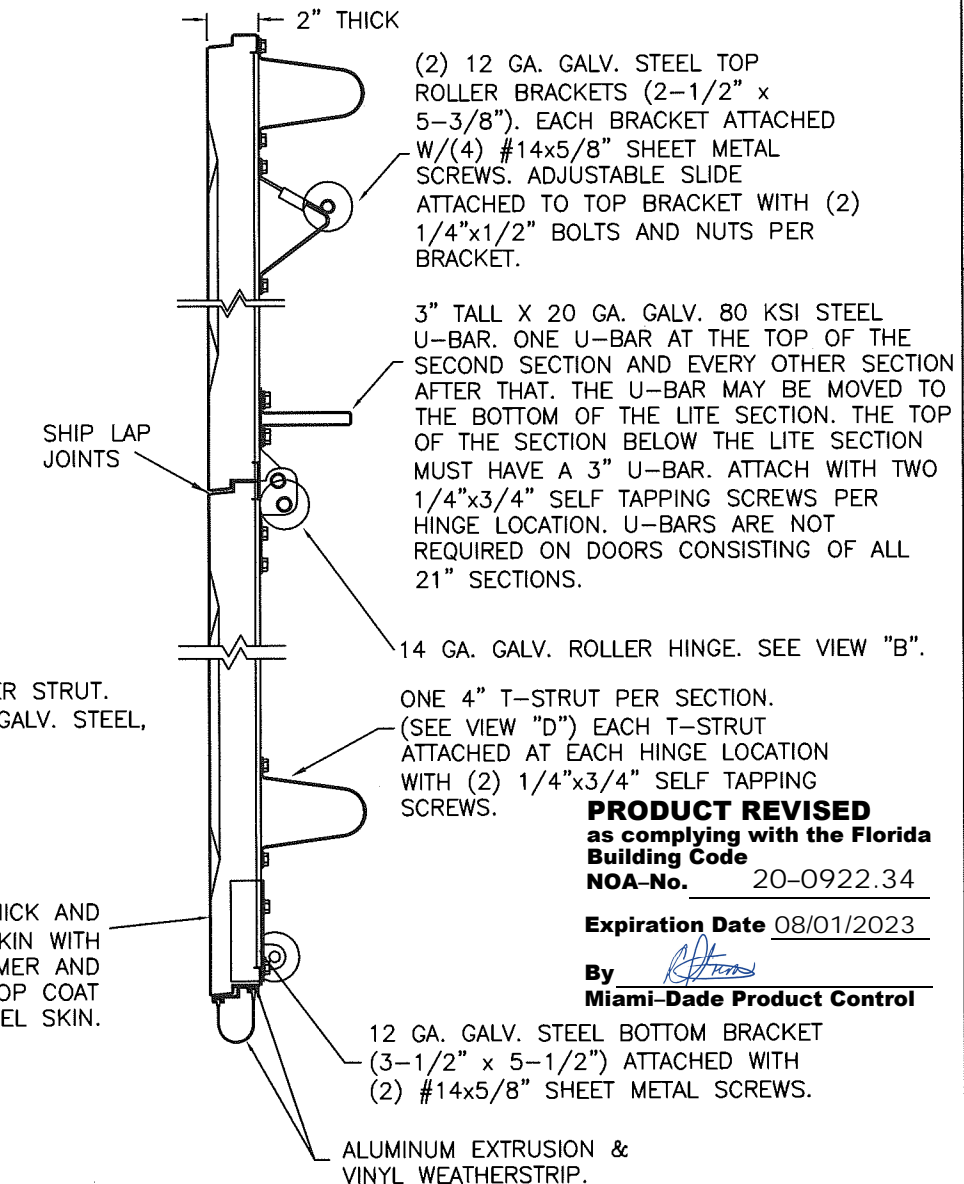 2" THICK
(2) 12 GA. GALV. STEEL TOP
ROLLER BRACKETS (2-1/2" x
5-3/8"). EACH BRACKET ATTACHED
W/(4) #14x5/8" SHEET METAL
SCREWS. ADJUSTABLE SLIDE
ATTACHED TO TOP BRACKET WITH (2)
1/4"x1/2" BOLTS AND NUTS PER
BRACKET.
3" TALL X 20 GA. GALV. 80 KSI STEEL
U-BAR. ONE U-BAR AT THE TOP OF THE
SECOND SECTION AND EVERY OTHER SECTION
AFTER THAT. THE U-BAR MAY BE MOVED TO
THE BOTTOM OF THE LITE SECTION. THE TOP
OF THE SECTION BELOW THE LITE SECTION
MUST HAVE A 3" U-BAR. ATTACH WITH TWO
1/4"x3/4" SELF TAPPING SCREWS PER
HINGE LOCATION. U-BARS ARE NOT
REQUIRED ON DOORS CONSISTING OF ALL
21" SECTIONS.
SHIP LAP
JOINTS
14 GA. GALV. ROLLER HINGE. SEE VIEW "B".
ER STRUT.
GALV. STEEL,
ONE 4" T-STRUT PER SECTION.
(SEE VIEW "D") EACH T-STRUT
ATTACHED AT EACH HINGE LOCATION
WITH (2) 1/4"x3/4" SELF TAPPING
SCREWS.
PRODUCT REVISED
as complying with the Florida
Building Code
NOA-No. 20-0922.34
Expiration Date 08/01/2023
By
Miami-Dade Product Control
HICK AND
KIN WITH
MER AND
OP COAT
EL SKIN.
12 GA. GALV. STEEL BOTTOM BRACKET
(3-1/2" x 5-1/2") ATTACHED WITH
(2) #14x5/8" SHEET METAL SCREWS.
ALUMINUM EXTRUSION &
VINYL WEATHERSTRIP.